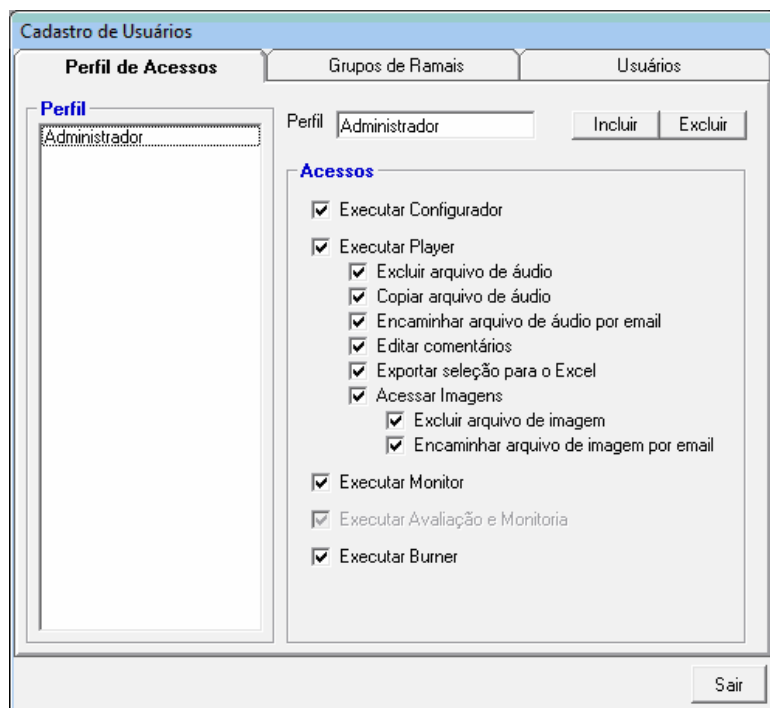 Cadastro de Usuários
Perfil de Acessos
Grupos de Ramais
Usuários
Perfil
Administrador
Perfil
Administrador
Incluir
Excluir
Acessos
Executar Configurador
Executar Player
Excluir arquivo de áudio
Copiar arquivo de áudio
Encaminhar arquivo de áudio por email
Editar comentários
Exportar seleção para o Excel
Acessar Imagens
Excluir arquivo de imagem
Encaminhar arquivo de imagem por email
Executar Monitor
Executar Avaliação e Monitoria
Executar Burner
Sair